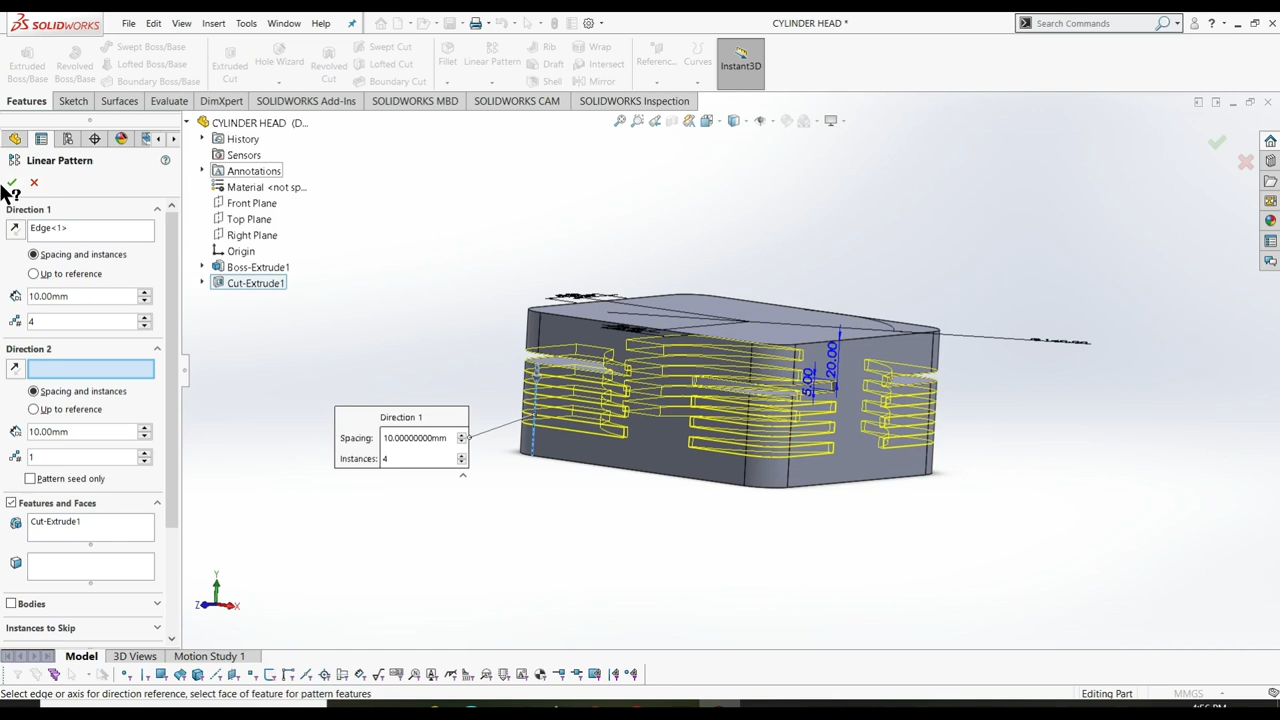 SOLIDWORKS
File Edit View Insert Tools Window Help
CYLINDER HEAD *
Search Commands
Extruded Boss/Base
Revolved Boss/Base
Swept Boss/Base
Lofted Boss/Base
Boundary Boss/Base
Extruded Cut
Hole Wizard
Revolved Cut
Swept Cut
Lofted Cut
Boundary Cut
Fillet
Linear Pattern
Rib
Draft
Shell
Wrap
Intersect
Mirror
Referenc...
Curves
Instant3D
Features Sketch Surfaces Evaluate DimXpert SOLIDWORKS Add-Ins SOLIDWORKS MBD SOLIDWORKS CAM SOLIDWORKS Inspection
Linear Pattern
Direction 1
Edge<1>
Spacing and instances
Up to reference
10.00mm
4
Direction 2
Spacing and instances
Up to reference
10.00mm
1
Pattern seed only
Features and Faces
Cut-Extrude1
Bodies
Instances to Skip
CYLINDER HEAD (D...
History
Sensors
Annotations
Material <not sp...
Front Plane
Top Plane
Right Plane
Origin
Boss-Extrude1
Cut-Extrude1
Direction 1
Spacing: 10.00000000mm
Instances: 4
5.00
20.00
Y
Z
X
Model 3D Views Motion Study 1
Select edge or axis for direction reference, select face of feature for pattern features
Editing Part
MMGS